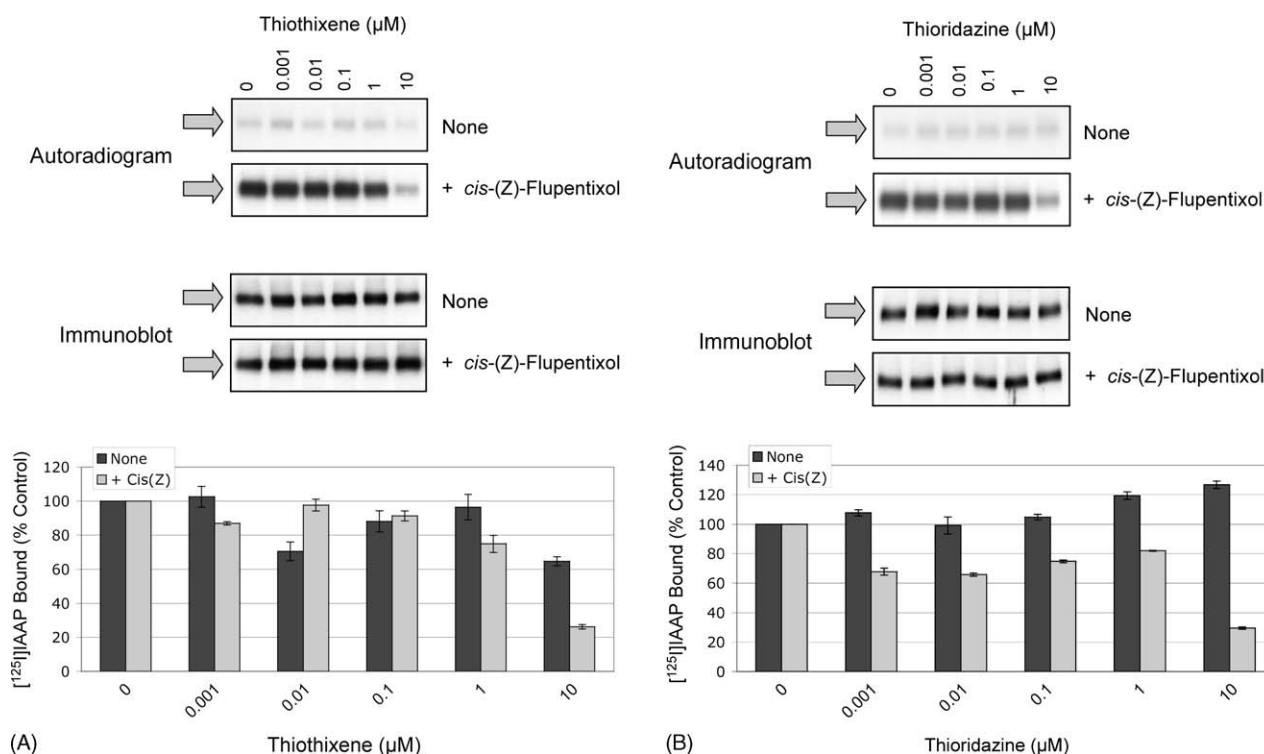 Thiothixene (µM)
0 0.001 0.01 0.1 1 10
None
Autoradiogram
+ cis-(Z)-Flupentixol
None
Immunoblot
+ cis-(Z)-Flupentixol
[¹²⁵I]IAAP Bound (% Control)
120
100
80
60
40
20
0
None
+ Cis(Z)
0 0.001 0.01 0.1 1 10
(A) Thiothixene (µM)
Thioridazine (µM)
0 0.001 0.01 0.1 1 10
None
Autoradiogram
+ cis-(Z)-Flupentixol
None
Immunoblot
+ cis-(Z)-Flupentixol
[¹²⁵I]IAAP Bound (% Control)
140
120
100
80
60
40
20
0
None
+ Cis(Z)
0 0.001 0.01 0.1 1 10
(B) Thioridazine (µM)